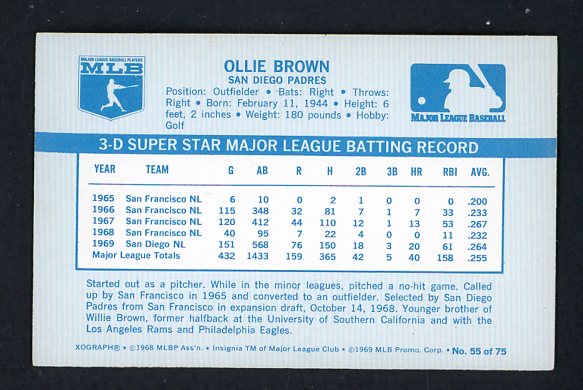 MAJOR LEAGUE BASEBALL PLAYERS
MLB
OLLIE BROWN
SAN DIEGO PADRES
Position: Outfielder • Bats: Right • Throws:
Right • Born: February 11, 1944 • Height: 6
feet, 2 inches • Weight: 180 pounds • Hobby:
Golf
MAJOR LEAGUE BASEBALL
3-D SUPER STAR MAJOR LEAGUE BATTING RECORD
YEAR TEAM G AB R H 2B 3B HR RBI AVG.
1965 San Francisco NL 6 10 0 2 1 0 0 0 .200
1966 San Francisco NL 115 348 32 81 7 1 7 33 .233
1967 San Francisco NL 120 412 44 110 12 1 13 53 .267
1968 San Francisco NL 40 95 7 22 4 0 0 11 .232
1969 San Diego NL 151 568 76 150 18 3 20 61 .264
Major League Totals 432 1433 159 365 42 5 40 158 .255
Started out as a pitcher. While in the minor leagues, pitched a no-hit game. Called
up by San Francisco in 1965 and converted to an outfielder. Selected by San Diego
Padres from San Francisco in expansion draft, October 14, 1968. Younger brother of
Willie Brown, former halfback at the University of Southern California and with the
Los Angeles Rams and Philadelphia Eagles.
XOGRAPH® • ©1968 MLBP Ass'n. • Insignia TM of Major League Club • ©1969 MLB Promo. Corp. • No. 55 of 75